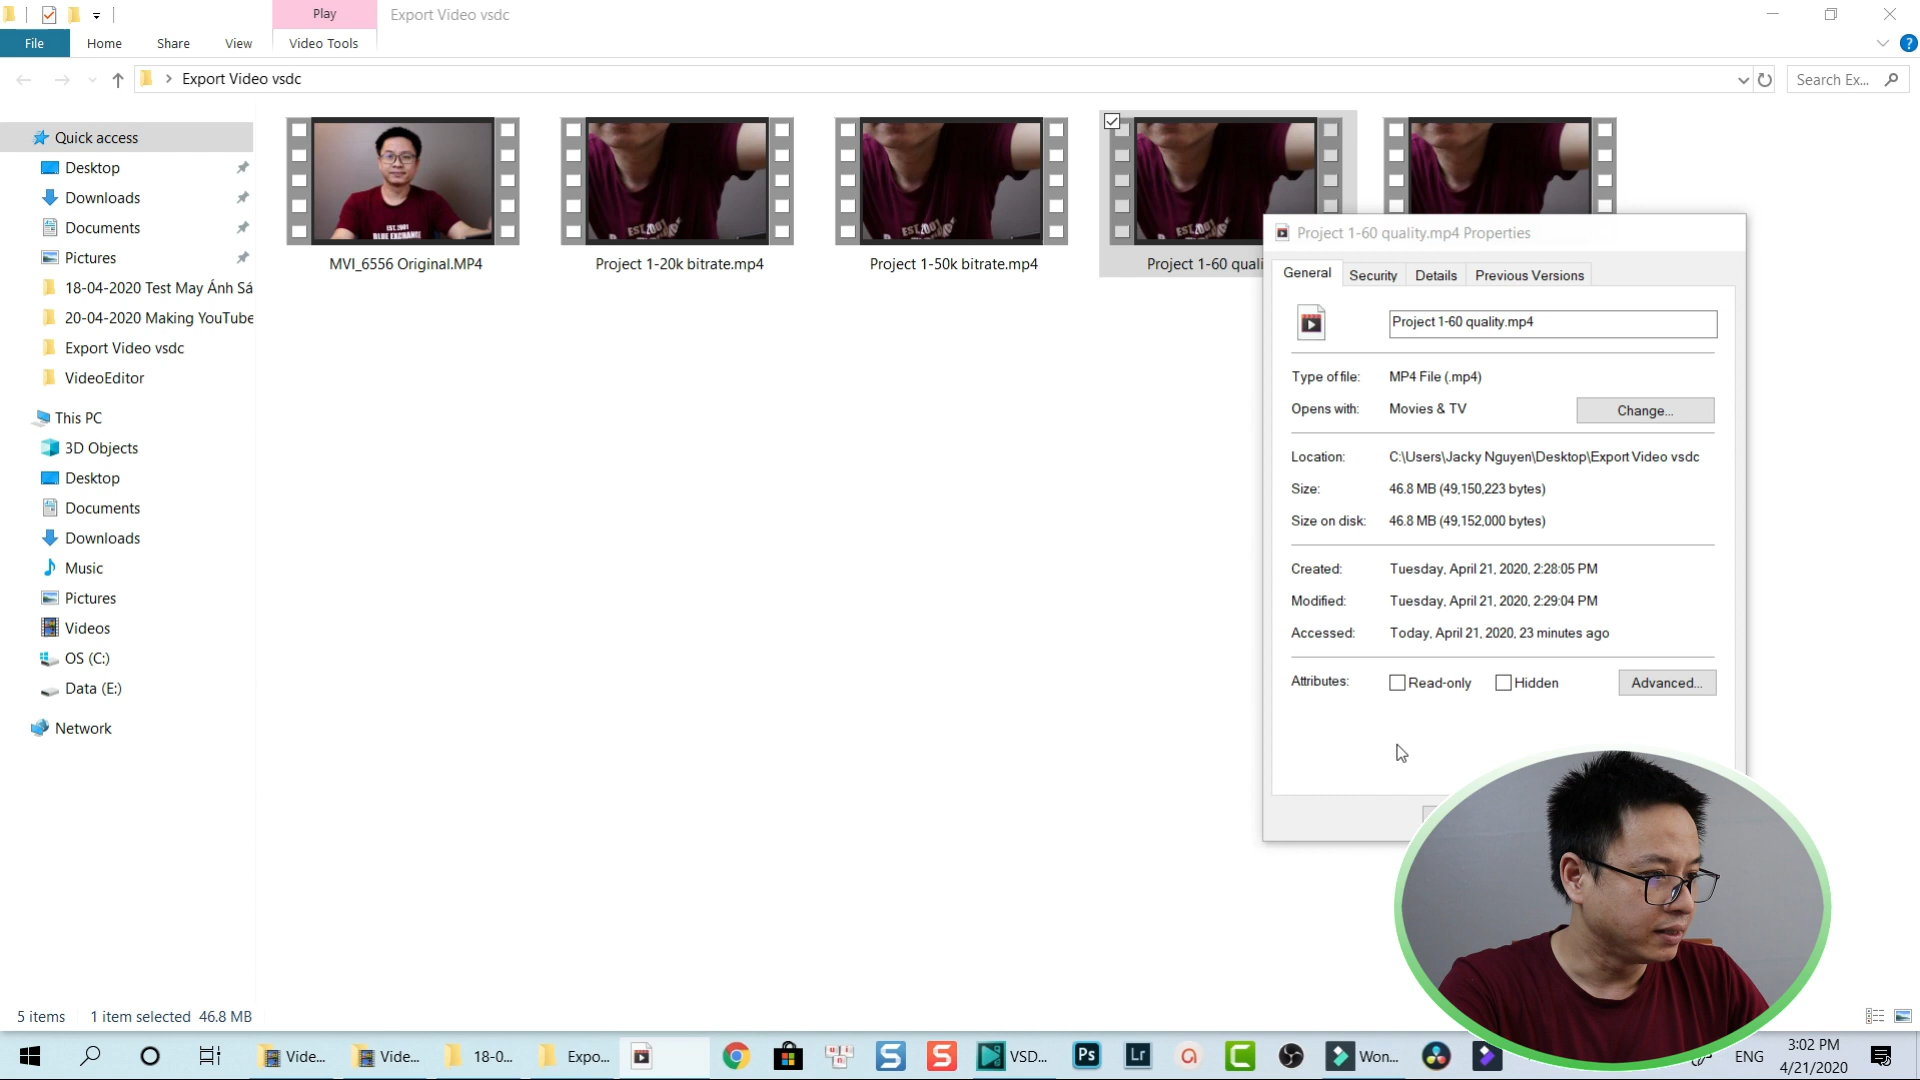 Play
Export Video vsdc
File
Home
Share
View
Video Tools
Export Video vsdc
Search Ex...
Quick access
Desktop
Downloads
Documents
Pictures
18-04-2020 Test May Ánh Sá
20-04-2020 Making YouTube
Export Video vsdc
VideoEditor
This PC
3D Objects
Desktop
Documents
Downloads
Music
Pictures
Videos
OS (C:)
Data (E:)
Network
EST. 2001
BLUE EXCHANGE
MVI_6556 Original.MP4
Project 1-20k bitrate.mp4
Project 1-50k bitrate.mp4
Project 1-60 quali
Project 1-60 quality.mp4 Properties
General
Security
Details
Previous Versions
Project 1-60 quality.mp4
Type of file: MP4 File (.mp4)
Opens with: Movies & TV
Change...
Location: C:\Users\Jacky Nguyen\Desktop\Export Video vsdc
Size: 46.8 MB (49,150,223 bytes)
Size on disk: 46.8 MB (49,152,000 bytes)
Created: Tuesday, April 21, 2020, 2:28:05 PM
Modified: Tuesday, April 21, 2020, 2:29:04 PM
Accessed: Today, April 21, 2020, 23 minutes ago
Attributes: Read-only Hidden Advanced...
5 items 1 item selected 46.8 MB
Vide...
Vide...
18-0...
Expo...
VSD...
Ps
Lr
Won...
ENG
3:02 PM
4/21/2020